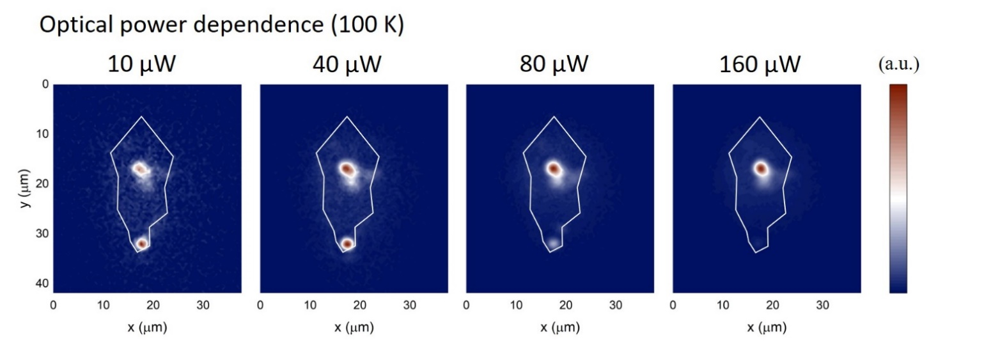 Optical power dependence (100 K)
10 μW 40 μW 80 μW 160 μW (a.u.)
0
10
20
30
40
y (μm)
0 10 20 30 0 10 20 30 0 10 20 30 0 10 20 30
x (μm) x (μm) x (μm) x (μm)